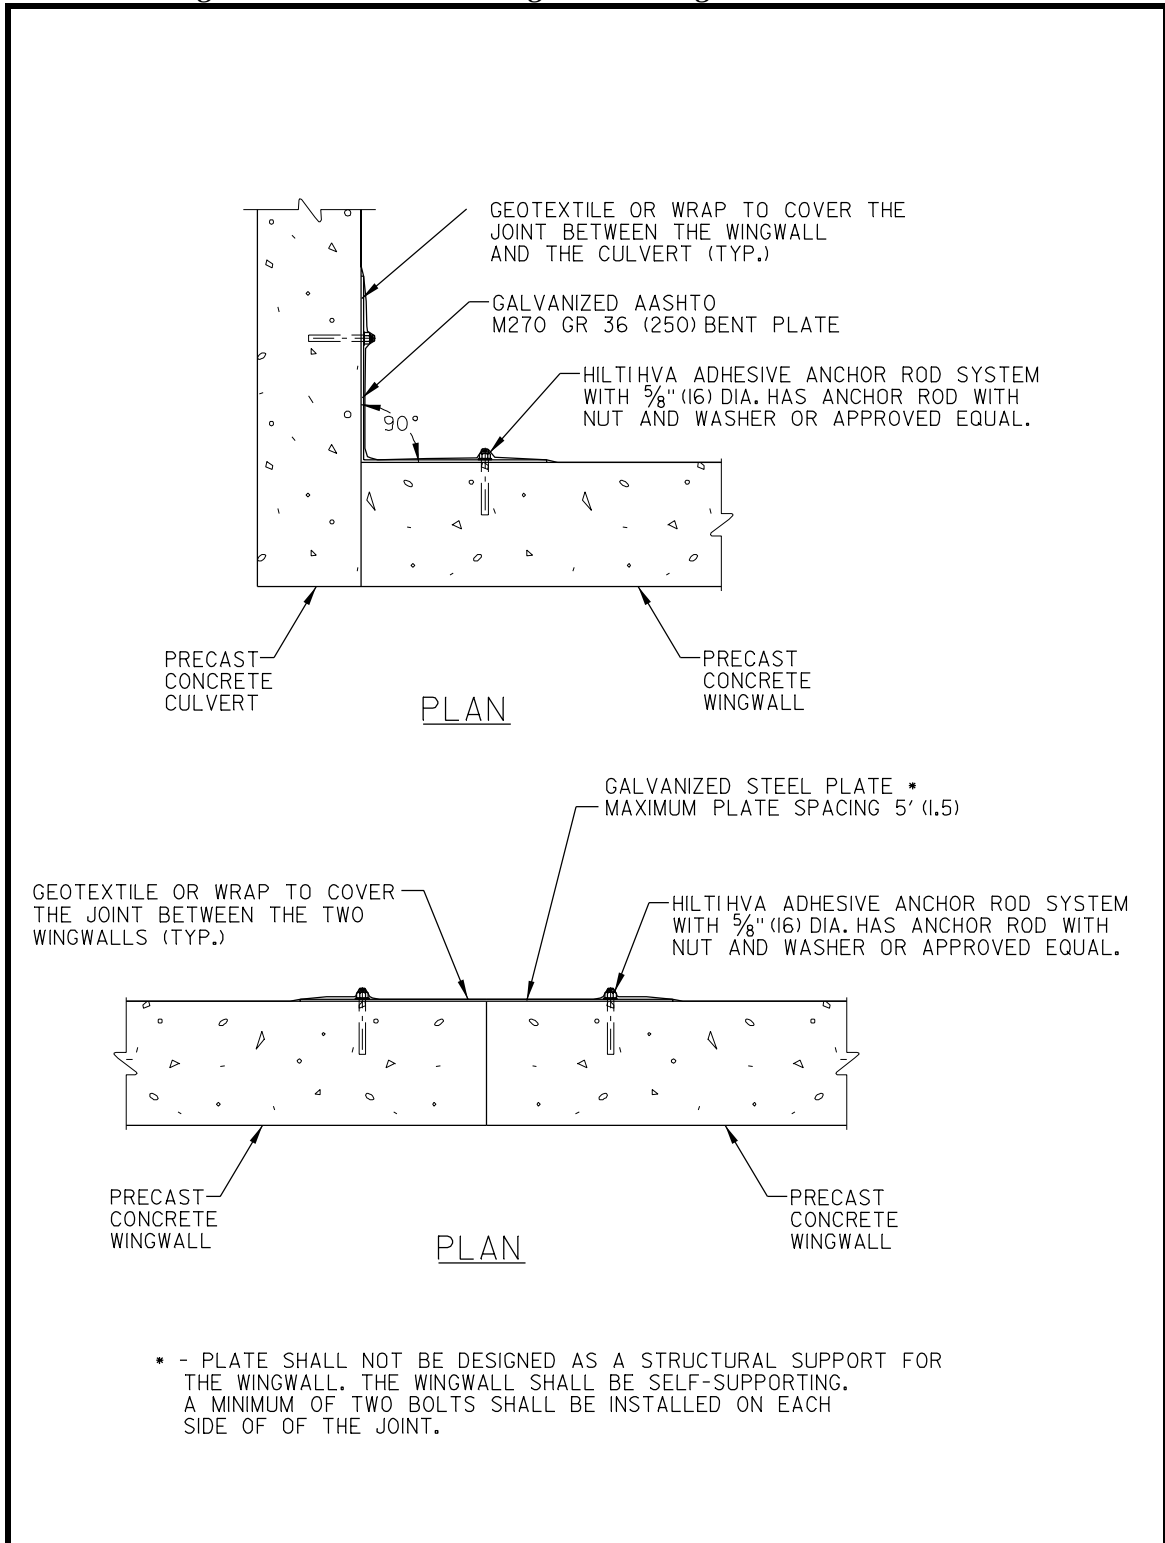 GEOTEXTILE OR WRAP TO COVER THE
JOINT BETWEEN THE WINGWALL
AND THE CULVERT (TYP.)
GALVANIZED AASHTO
M270 GR 36 (250) BENT PLATE
HILTI HVA ADHESIVE ANCHOR ROD SYSTEM
WITH 5/8" (16) DIA. HAS ANCHOR ROD WITH
NUT AND WASHER OR APPROVED EQUAL.
90°
PRECAST
CONCRETE
CULVERT
PRECAST
CONCRETE
WINGWALL
PLAN
GALVANIZED STEEL PLATE *
MAXIMUM PLATE SPACING 5' (1.5)
GEOTEXTILE OR WRAP TO COVER
THE JOINT BETWEEN THE TWO
WINGWALLS (TYP.)
HILTI HVA ADHESIVE ANCHOR ROD SYSTEM
WITH 5/8" (16) DIA. HAS ANCHOR ROD WITH
NUT AND WASHER OR APPROVED EQUAL.
PRECAST
CONCRETE
WINGWALL
PRECAST
CONCRETE
WINGWALL
PLAN
* - PLATE SHALL NOT BE DESIGNED AS A STRUCTURAL SUPPORT FOR
THE WINGWALL. THE WINGWALL SHALL BE SELF-SUPPORTING.
A MINIMUM OF TWO BOLTS SHALL BE INSTALLED ON EACH
SIDE OF OF THE JOINT.